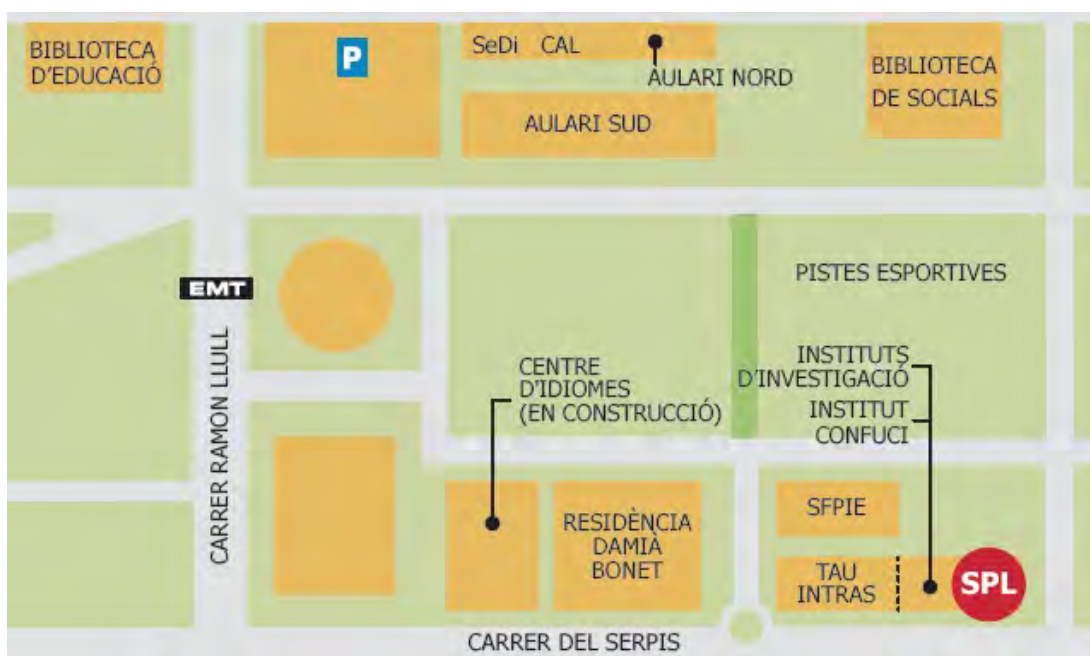 BIBLIOTECA
D'EDUCACIÓ
P
SeDi CAL
AULARI NORD
AULARI SUD
BIBLIOTECA
DE SOCIALS
EMT
CARRER RAMON LLULL
PISTES ESPORTIVES
CENTRE
D'IDIOMES
(EN CONSTRUCCIÓ)
INSTITUTS
D'INVESTIGACIÓ
INSTITUT
CONFUCI
RESIDÈNCIA
DAMIÀ
BONET
SFPIE
TAU
INTRAS
SPL
CARRER DEL SERPIS